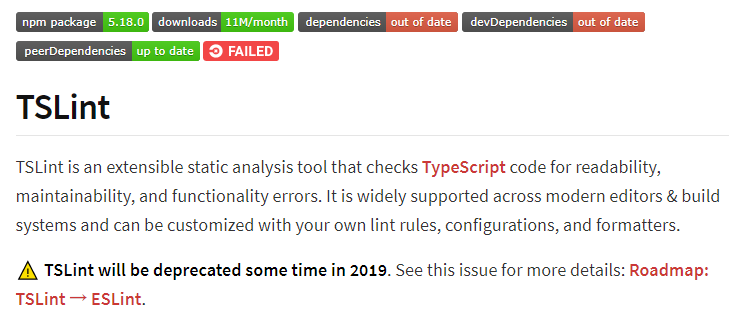 npm package 5.18.0 downloads 11M/month dependencies out of date devDependencies out of date
peerDependencies up to date FAILED
TSLint
TSLint is an extensible static analysis tool that checks TypeScript code for readability,
maintainability, and functionality errors. It is widely supported across modern editors & build
systems and can be customized with your own lint rules, configurations, and formatters.
⚠️ TSLint will be deprecated some time in 2019. See this issue for more details: Roadmap:
TSLint → ESLint.